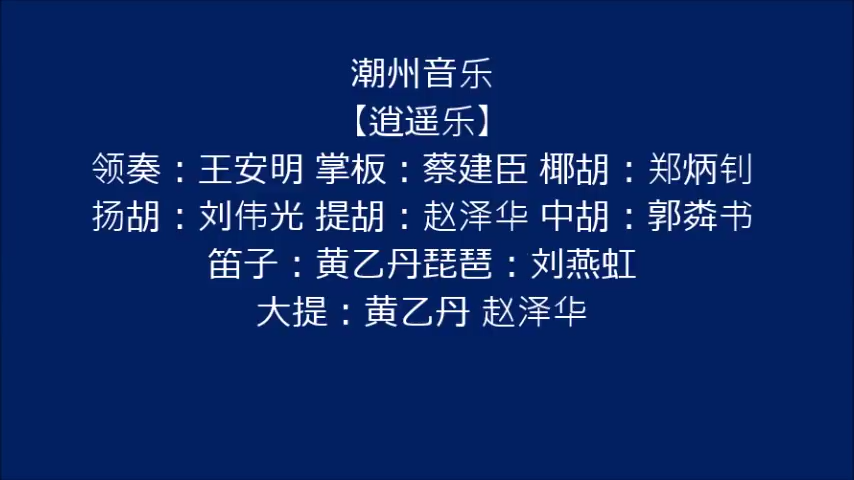 潮州音乐
【逍遥乐】
领奏：王安明 掌板：蔡建臣 椰胡：郑炳钊
扬胡：刘伟光 提胡：赵泽华 中胡：郭粦书
笛子：黄乙丹琵琶：刘燕虹
大提：黄乙丹 赵泽华